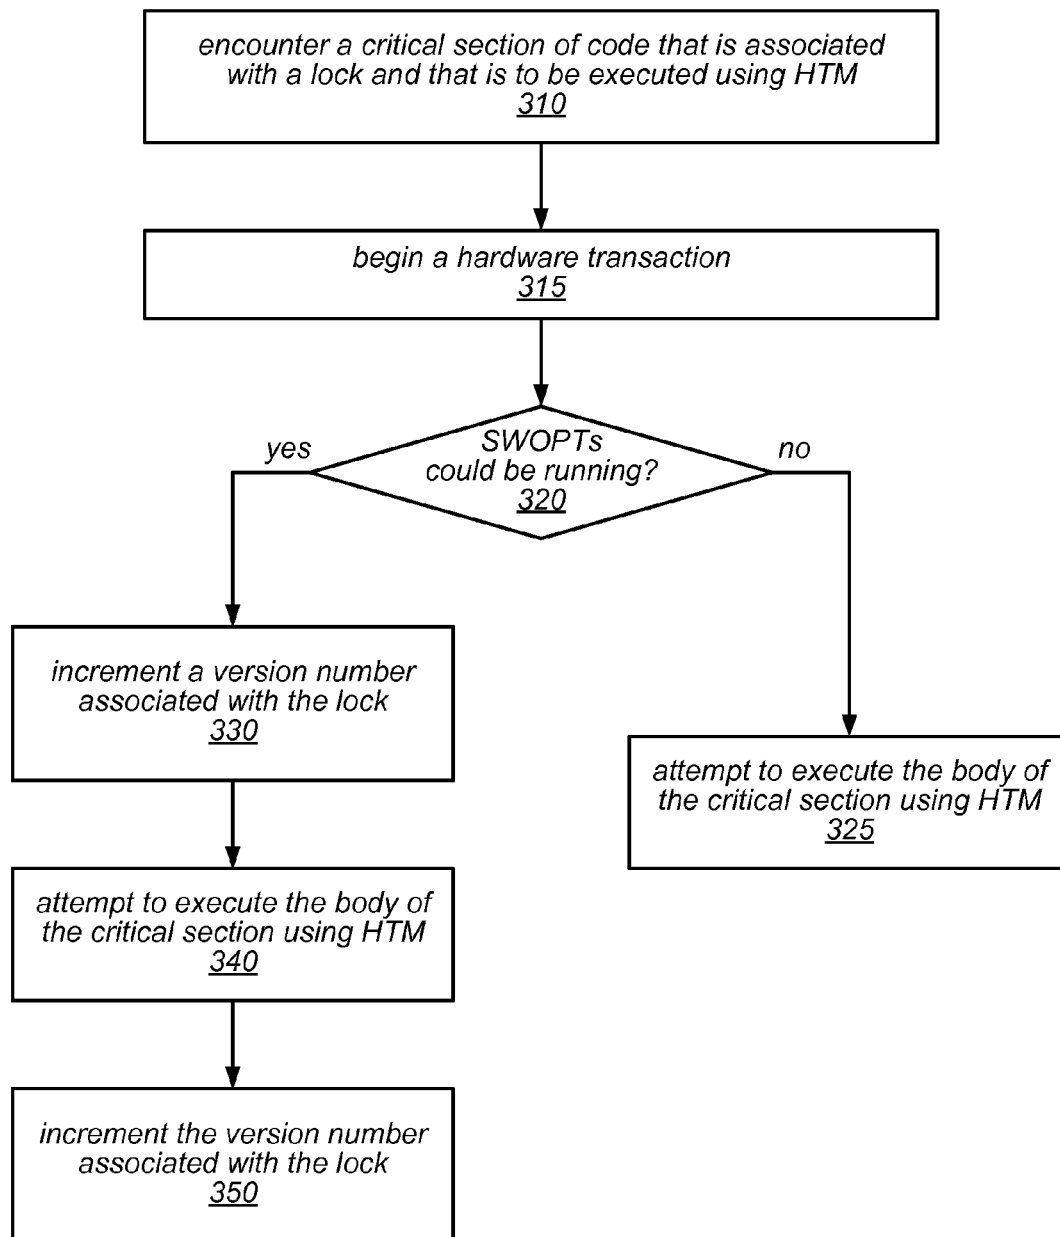 encounter a critical section of code that is associated
with a lock and that is to be executed using HTM
310
begin a hardware transaction
315
SWOPTs
could be running?
320
yes
no
increment a version number
associated with the lock
330
attempt to execute the body of
the critical section using HTM
325
attempt to execute the body of
the critical section using HTM
340
increment the version number
associated with the lock
350